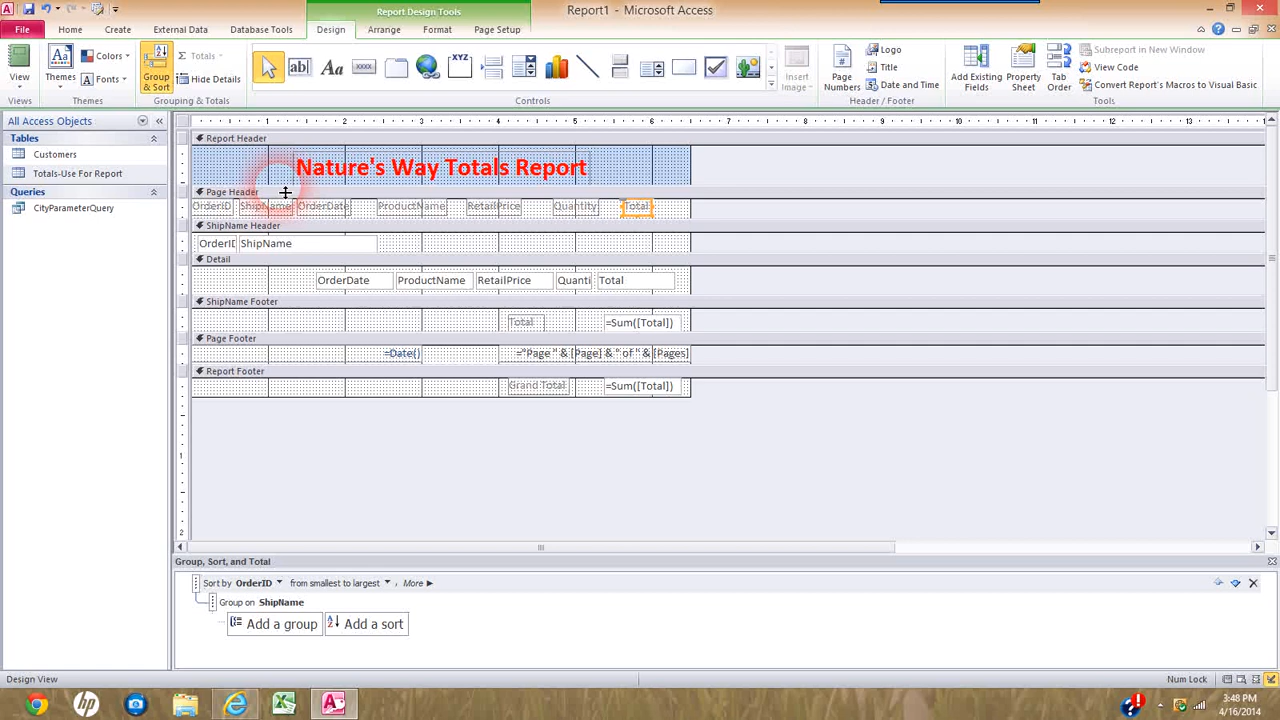 Report Design Tools
Report1 - Microsoft Access
File Home Create External Data Database Tools Design Arrange Format Page Setup
View
Views
Themes
Colors
Fonts
Themes
Group & Sort
Totals
Hide Details
Grouping & Totals
Controls
Insert Image
Page Numbers
Logo
Title
Date and Time
Header / Footer
Add Existing Fields
Property Sheet
Tab Order
Subreport in New Window
View Code
Convert Report's Macros to Visual Basic
Tools
All Access Objects
Tables
Customers
Totals-Use For Report
Queries
CityParameterQuery
Report Header
Nature's Way Totals Report
Page Header
OrderID ShipName OrderDate ProductName RetailPrice Quantity Total
ShipName Header
OrderID ShipName
Detail
OrderDate ProductName RetailPrice Quanti Total
ShipName Footer
Total =Sum([Total])
Page Footer
=Date() ="Page " & [Page] & " of " & [Pages]
Report Footer
Grand Total =Sum([Total])
Group, Sort, and Total
Sort by OrderID from smallest to largest , More
Group on ShipName
Add a group Add a sort
Design View
Num Lock
3:48 PM
4/16/2014